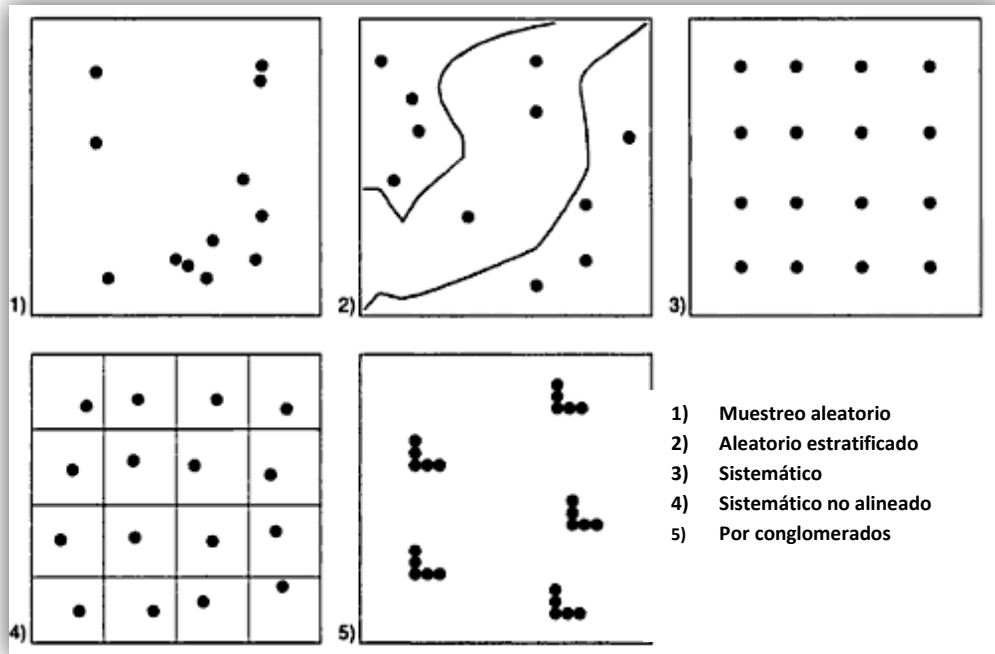 1)
2)
3)
4)
5)
1) Muestreo aleatorio
2) Aleatorio estratificado
3) Sistemático
4) Sistemático no alineado
5) Por conglomerados